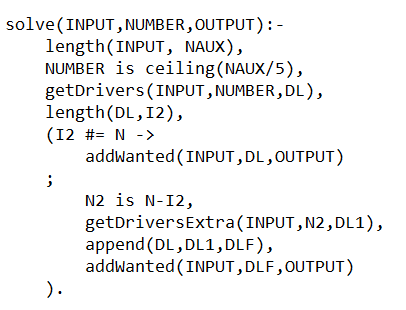 solve(INPUT,NUMBER,OUTPUT):-
    length(INPUT, NAUX),
    NUMBER is ceiling(NAUX/5),
    getDrivers(INPUT,NUMBER,DL),
    length(DL,I2),
    (I2 #= N ->
        addWanted(INPUT,DL,OUTPUT)
    ;
        N2 is N-I2,
        getDriversExtra(INPUT,N2,DL1),
        append(DL,DL1,DLF),
        addWanted(INPUT,DLF,OUTPUT)
    ).